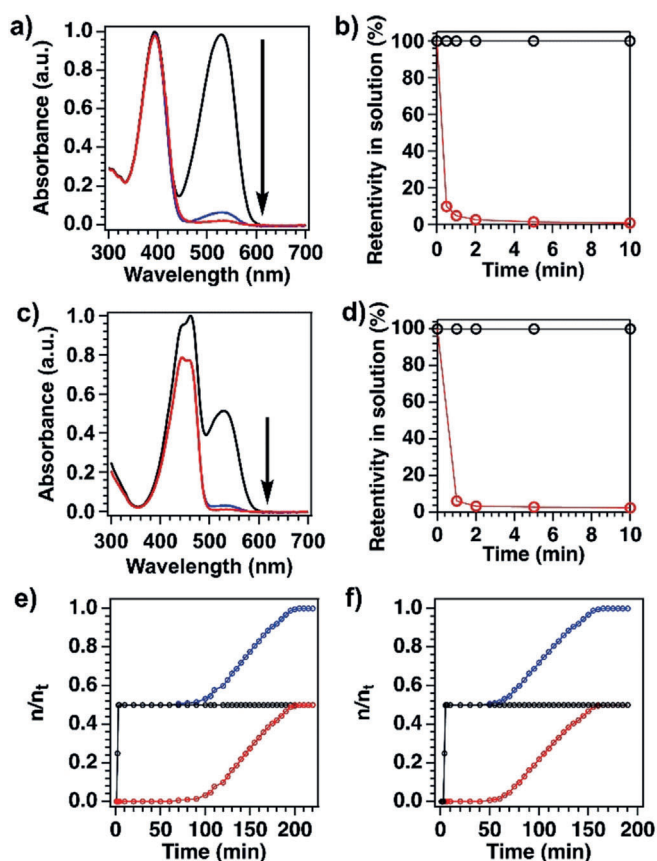 a)
Absorbance (a.u.)
1.0
0.8
0.6
0.4
0.2
0.0
300 400 500 600 700
Wavelength (nm)
b)
Retentivity in solution (%)
100
80
60
40
20
0
0 2 4 6 8 10
Time (min)
c)
Absorbance (a.u.)
1.0
0.8
0.6
0.4
0.2
0.0
300 400 500 600 700
Wavelength (nm)
d)
Retentivity in solution (%)
100
80
60
40
20
0
0 2 4 6 8 10
Time (min)
e)
n/nt
1.0
0.8
0.6
0.4
0.2
0.0
0 50 100 150 200
Time (min)
f)
n/nt
1.0
0.8
0.6
0.4
0.2
0.0
0 50 100 150 200
Time (min)